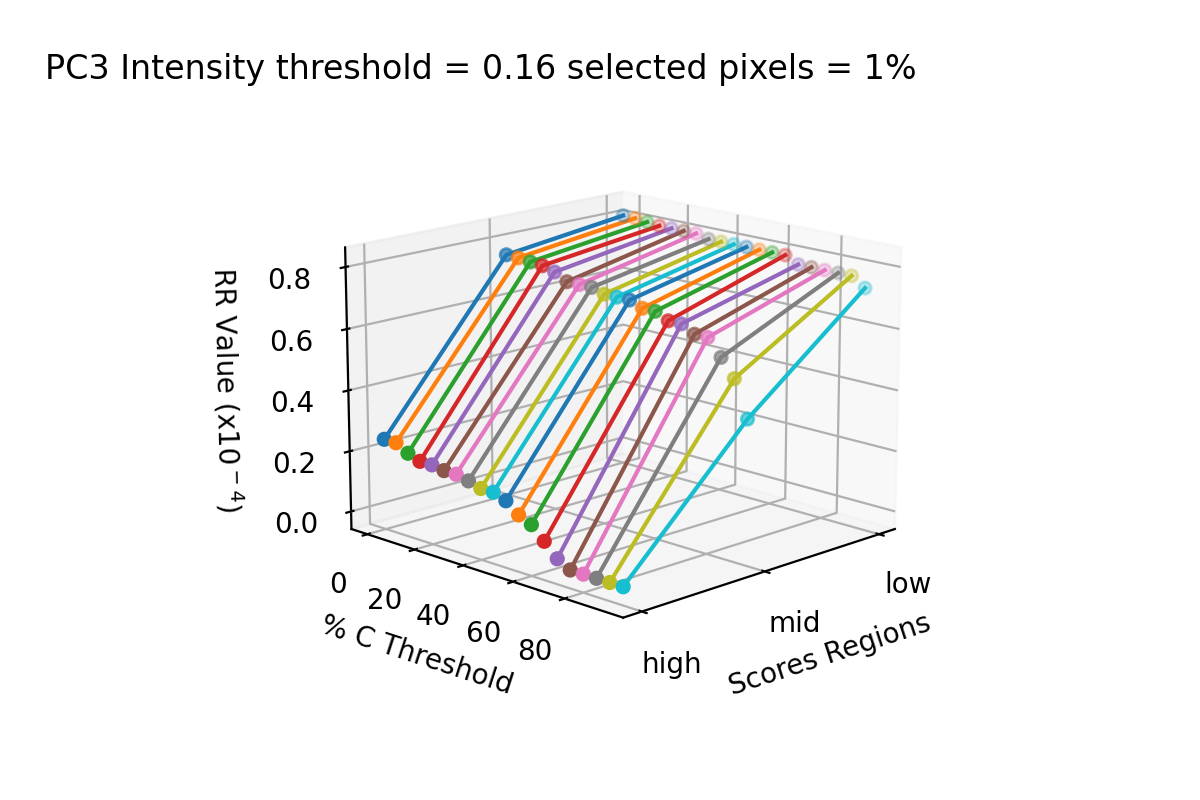 PC3 Intensity threshold = 0.16 selected pixels = 1%
RR Value (x10⁻⁴)
0.8
0.6
0.4
0.2
0.0
0
20
40
60
80
% C Threshold
high
mid
low
Scores Regions